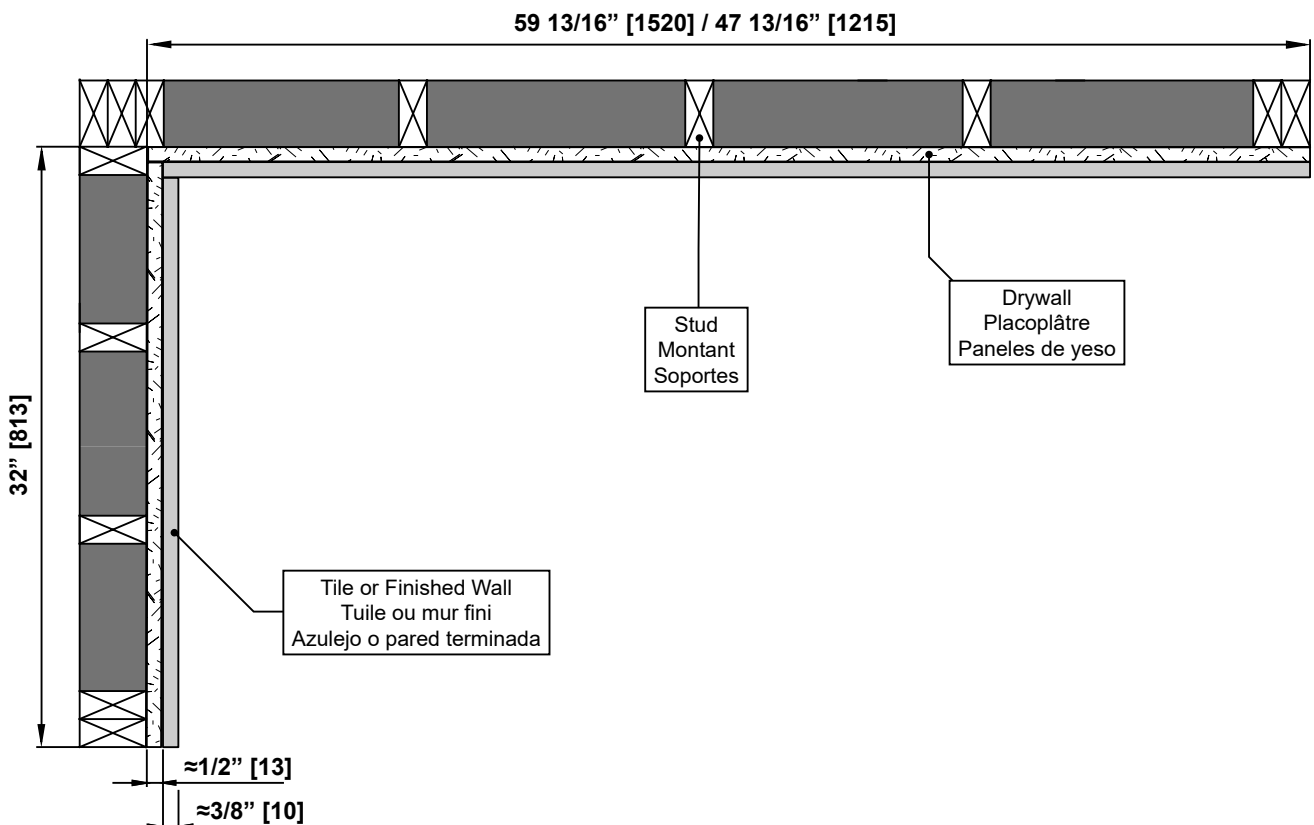 59 13/16” [1520] / 47 13/16” [1215]
Stud
Montant
Soportes
Drywall
Placoplâtre
Paneles de yeso
32” [813]
Tile or Finished Wall
Tuile ou mur fini
Azulejo o pared terminada
≈1/2” [13]
≈3/8” [10]